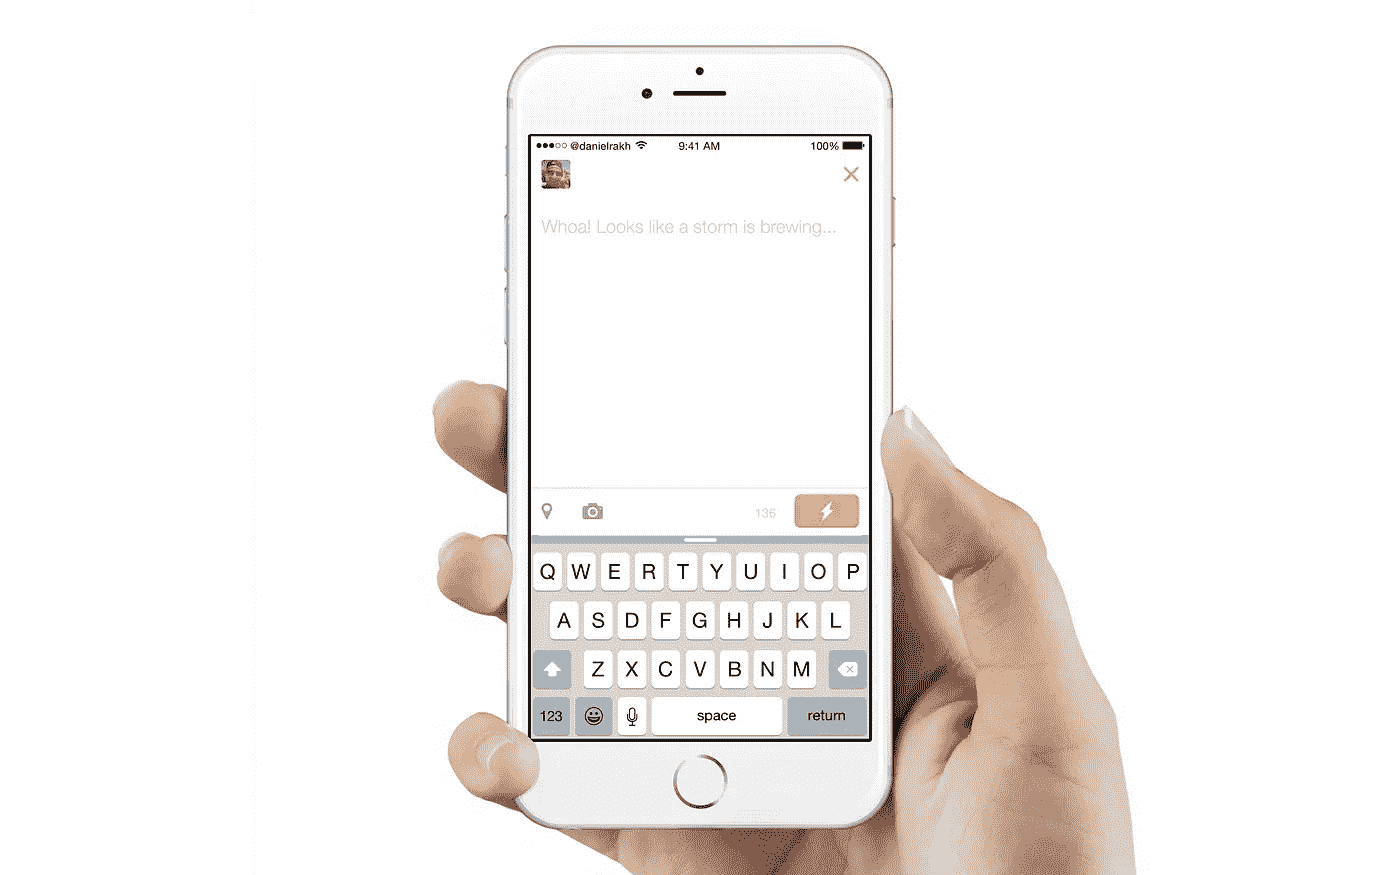 @danielrakh 9:41 AM 100%
Whoa! Looks like a storm is brewing...
136
Q W E R T Y U I O P
A S D F G H J K L
Z X C V B N M
123 space return